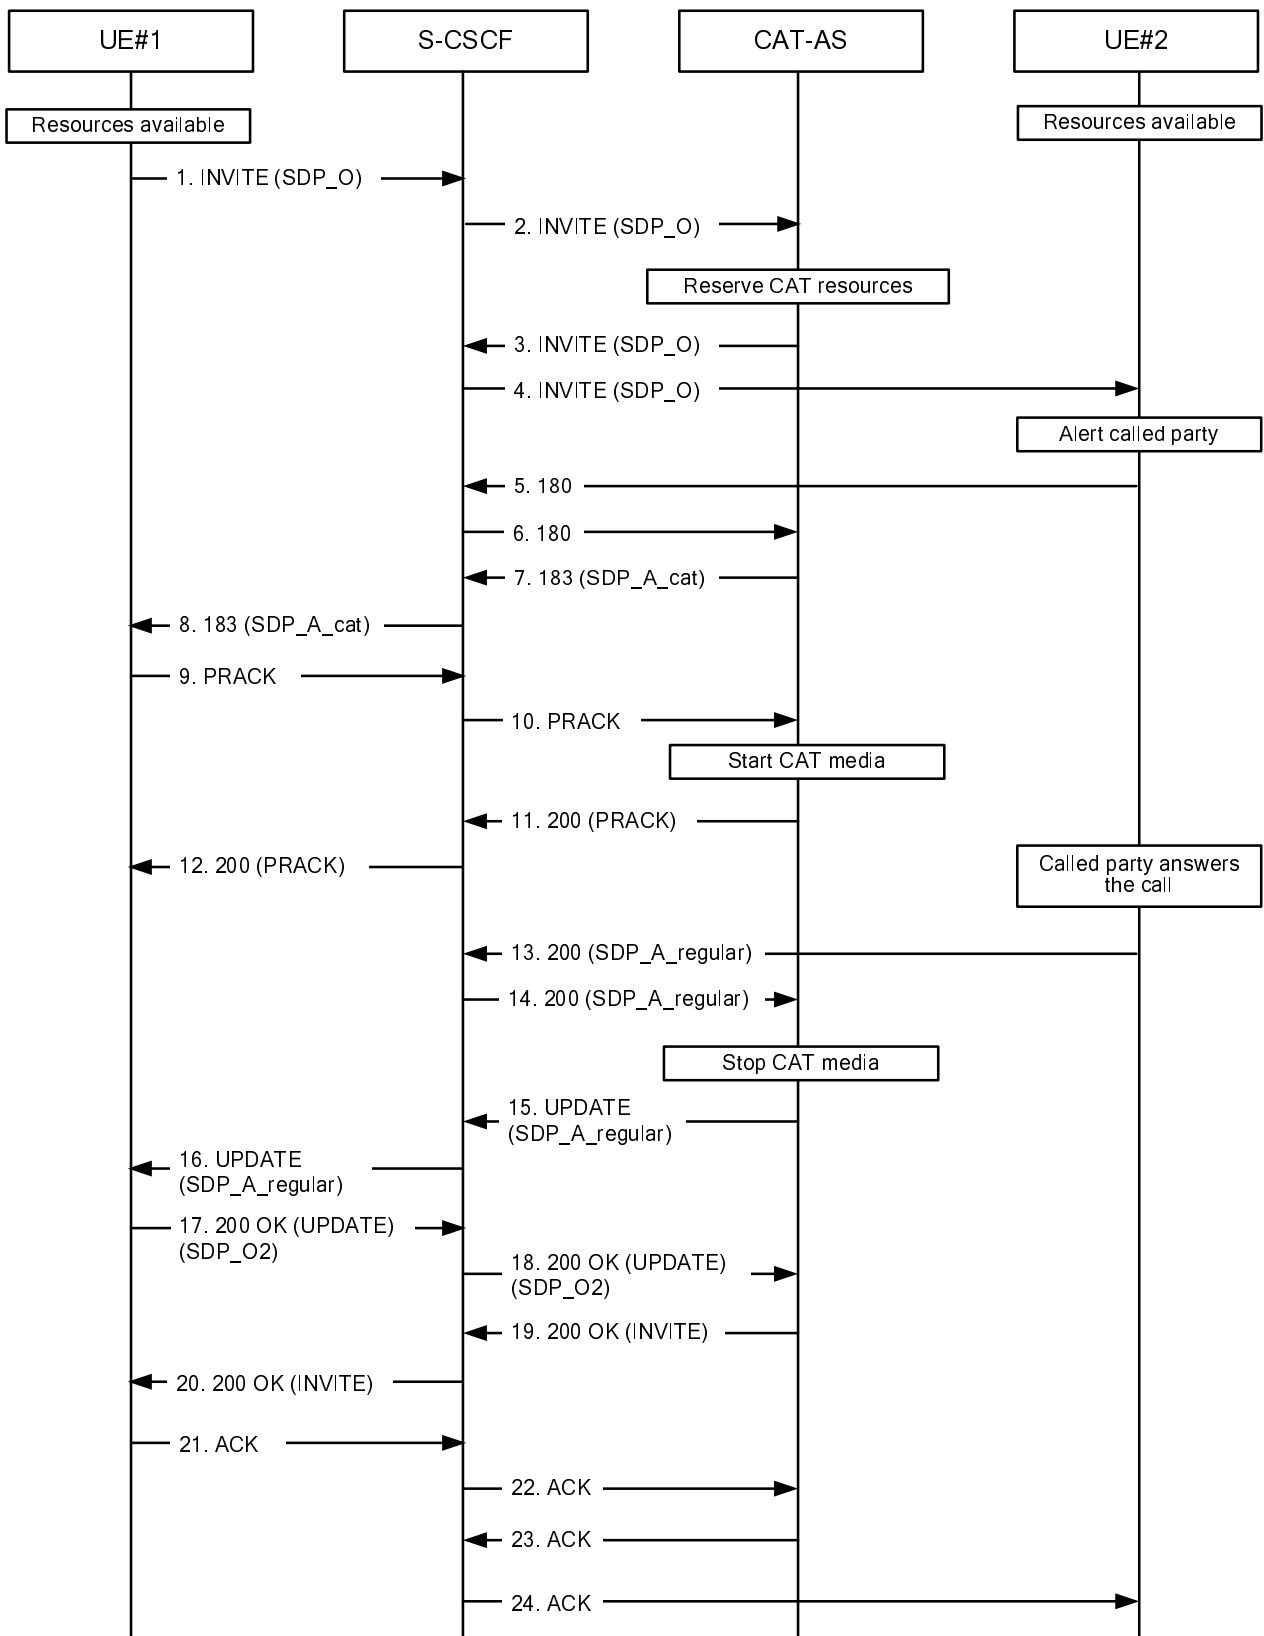 UE#1
S-CSCF
CAT-AS
UE#2
Resources available
Resources available
1. INVITE (SDP_O)
2. INVITE (SDP_O)
Reserve CAT resources
3. INVITE (SDP_O)
4. INVITE (SDP_O)
Alert called party
5. 180
6. 180
7. 183 (SDP_A_cat)
8. 183 (SDP_A_cat)
9. PRACK
10. PRACK
Start CAT media
11. 200 (PRACK)
12. 200 (PRACK)
Called party answers
the call
13. 200 (SDP_A_regular)
14. 200 (SDP_A_regular)
Stop CAT media
15. UPDATE
(SDP_A_regular)
16. UPDATE
(SDP_A_regular)
17. 200 OK (UPDATE)
(SDP_O2)
18. 200 OK (UPDATE)
(SDP_O2)
19. 200 OK (INVITE)
20. 200 OK (INVITE)
21. ACK
22. ACK
23. ACK
24. ACK